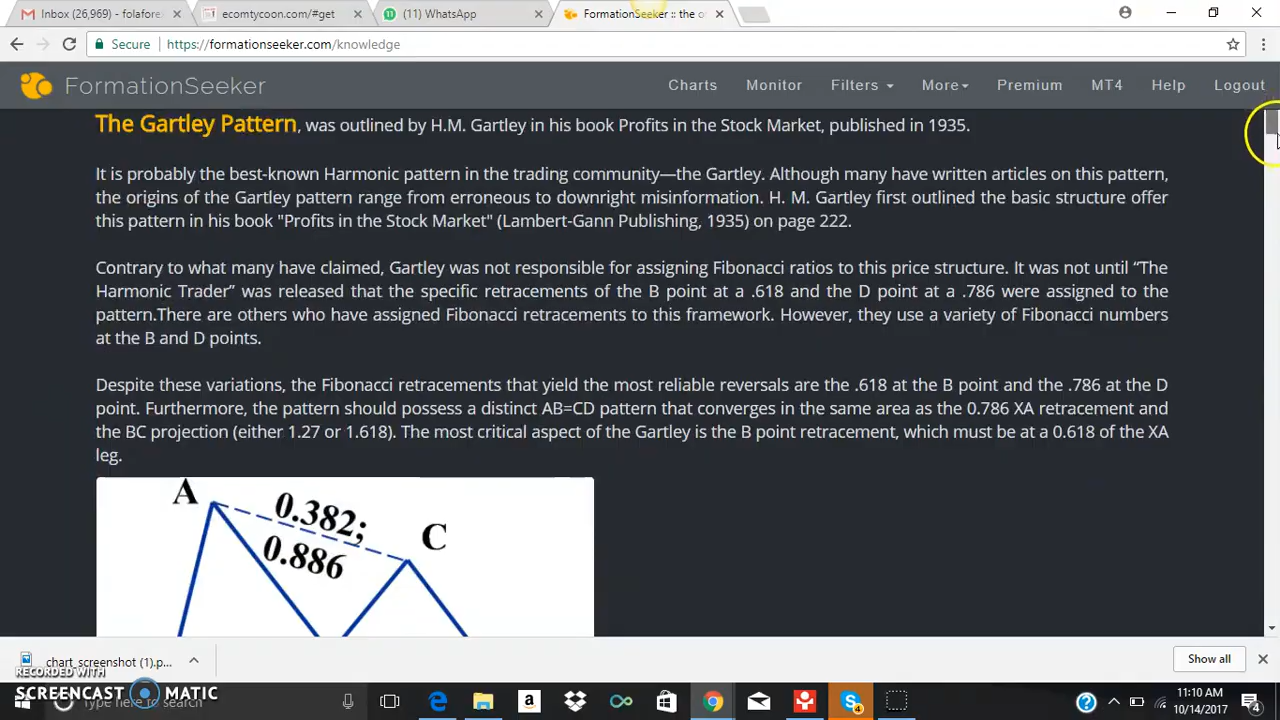 Inbox (26,969) - folaforex
ecomtycoon.com/#get
(11) WhatsApp
FormationSeeker :: the o
Secure
https://formationseeker.com/knowledge
FormationSeeker
Charts
Monitor
Filters
More
Premium
MT4
Help
Logout
The Gartley Pattern, was outlined by H.M. Gartley in his book Profits in the Stock Market, published in 1935.
It is probably the best-known Harmonic pattern in the trading community—the Gartley. Although many have written articles on this pattern,
the origins of the Gartley pattern range from erroneous to downright misinformation. H. M. Gartley first outlined the basic structure offer
this pattern in his book "Profits in the Stock Market" (Lambert-Gann Publishing, 1935) on page 222.
Contrary to what many have claimed, Gartley was not responsible for assigning Fibonacci ratios to this price structure. It was not until “The
Harmonic Trader” was released that the specific retracements of the B point at a .618 and the D point at a .786 were assigned to the
pattern.There are others who have assigned Fibonacci retracements to this framework. However, they use a variety of Fibonacci numbers
at the B and D points.
Despite these variations, the Fibonacci retracements that yield the most reliable reversals are the .618 at the B point and the .786 at the D
point. Furthermore, the pattern should possess a distinct AB=CD pattern that converges in the same area as the 0.786 XA retracement and
the BC projection (either 1.27 or 1.618). The most critical aspect of the Gartley is the B point retracement, which must be at a 0.618 of the XA
leg.
A
0.382;
0.886
C
chart_screenshot (1).p...
Show all
RECORDED WITH
SCREENCAST MATIC
Type here to search
11:10 AM
10/14/2017
4
4